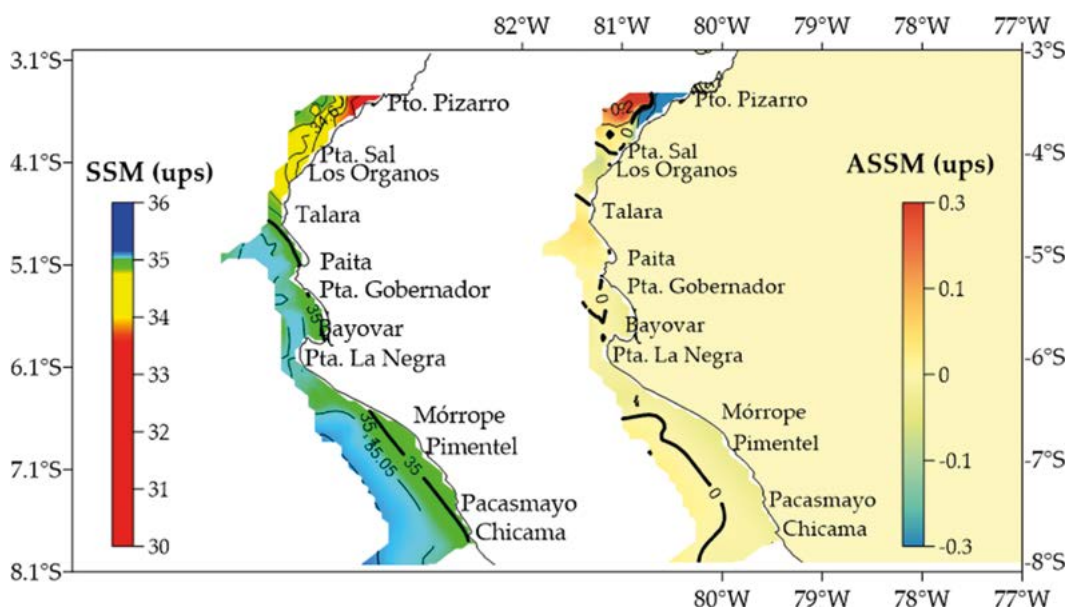 82°W 81°W 80°W 79°W 78°W 77°W
3.1°S
4.1°S
5.1°S
6.1°S
7.1°S
8.1°S
SSM (ups)
36
35
34
33
32
31
30
34.6
Pto. Pizarro
Pta. Sal
Los Organos
Talara
Paita
Pta. Gobernador
35
Bayovar
Pta. La Negra
Mórrope
Pimentel
35.05
35
Pacasmayo
Chicama
0.2
0
Pto. Pizarro
Pta. Sal
Los Organos
Talara
Paita
Pta. Gobernador
0
Bayovar
Pta. La Negra
Mórrope
Pimentel
0
Pacasmayo
Chicama
ASSM (ups)
0.3
0.1
0
-0.1
-0.3
-3°S
-4°S
-5°S
-6°S
-7°S
-8°S
80°W 79°W 78°W 77°W